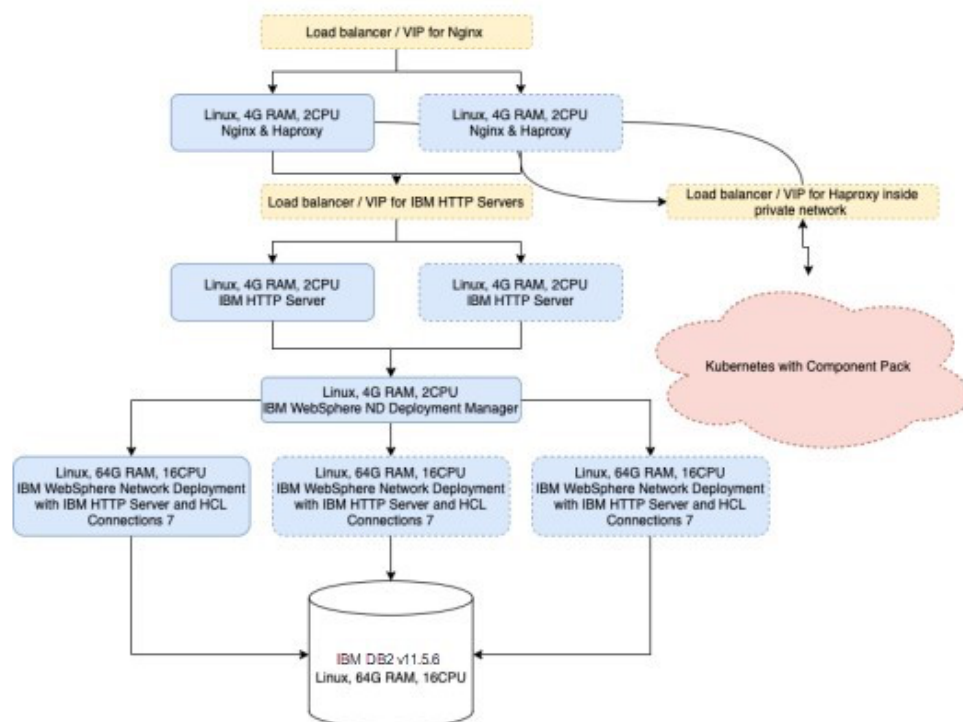 Load balancer / VIP for Nginx
Linux, 4G RAM, 2CPU
Nginx & Haproxy
Linux, 4G RAM, 2CPU
Nginx & Haproxy
Load balancer / VIP for IBM HTTP Servers
Load balancer / VIP for Haproxy inside
private network
Linux, 4G RAM, 2CPU
IBM HTTP Server
Linux, 4G RAM, 2CPU
IBM HTTP Server
Kubernetes with Component Pack
Linux, 4G RAM, 2CPU
IBM WebSphere ND Deployment Manager
Linux, 64G RAM, 16CPU
IBM WebSphere Network Deployment
with IBM HTTP Server and HCL
Connections 7
Linux, 64G RAM, 16CPU
IBM WebSphere Network Deployment
with IBM HTTP Server and HCL
Connections 7
Linux, 64G RAM, 16CPU
IBM WebSphere Network Deployment
with IBM HTTP Server and HCL
Connections 7
IBM DB2 v11.5.6
Linux, 64G RAM, 16CPU